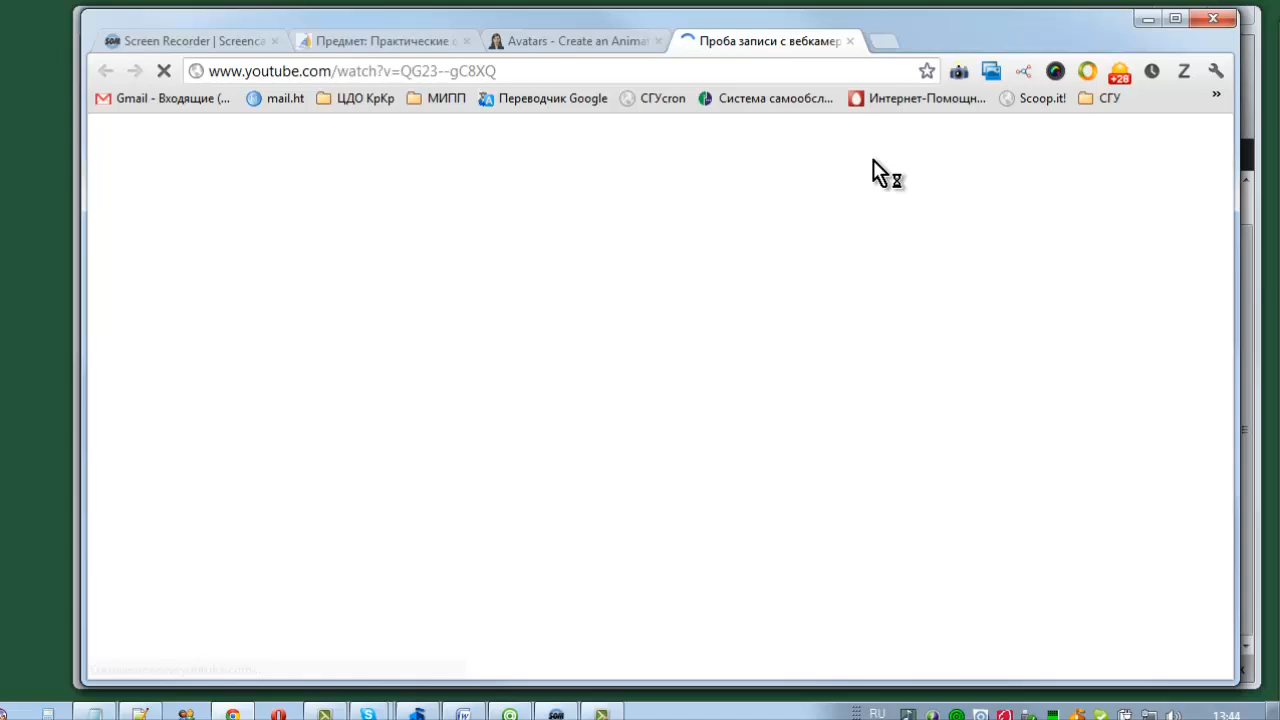 Screen Recorder | Screenca
Предмет: Практические о
Avatars - Create an Animat
Проба записи с вебкамер
www.youtube.com/watch?v=QG23--gC8XQ
+28
Z
Gmail - Входящие (...
mail.ht
ЦДО КрКр
МИПП
Переводчик Google
СГУстоп
Система самообсл...
Интернет-Помощн...
Scoop.it!
СГУ
»
RU
13:44